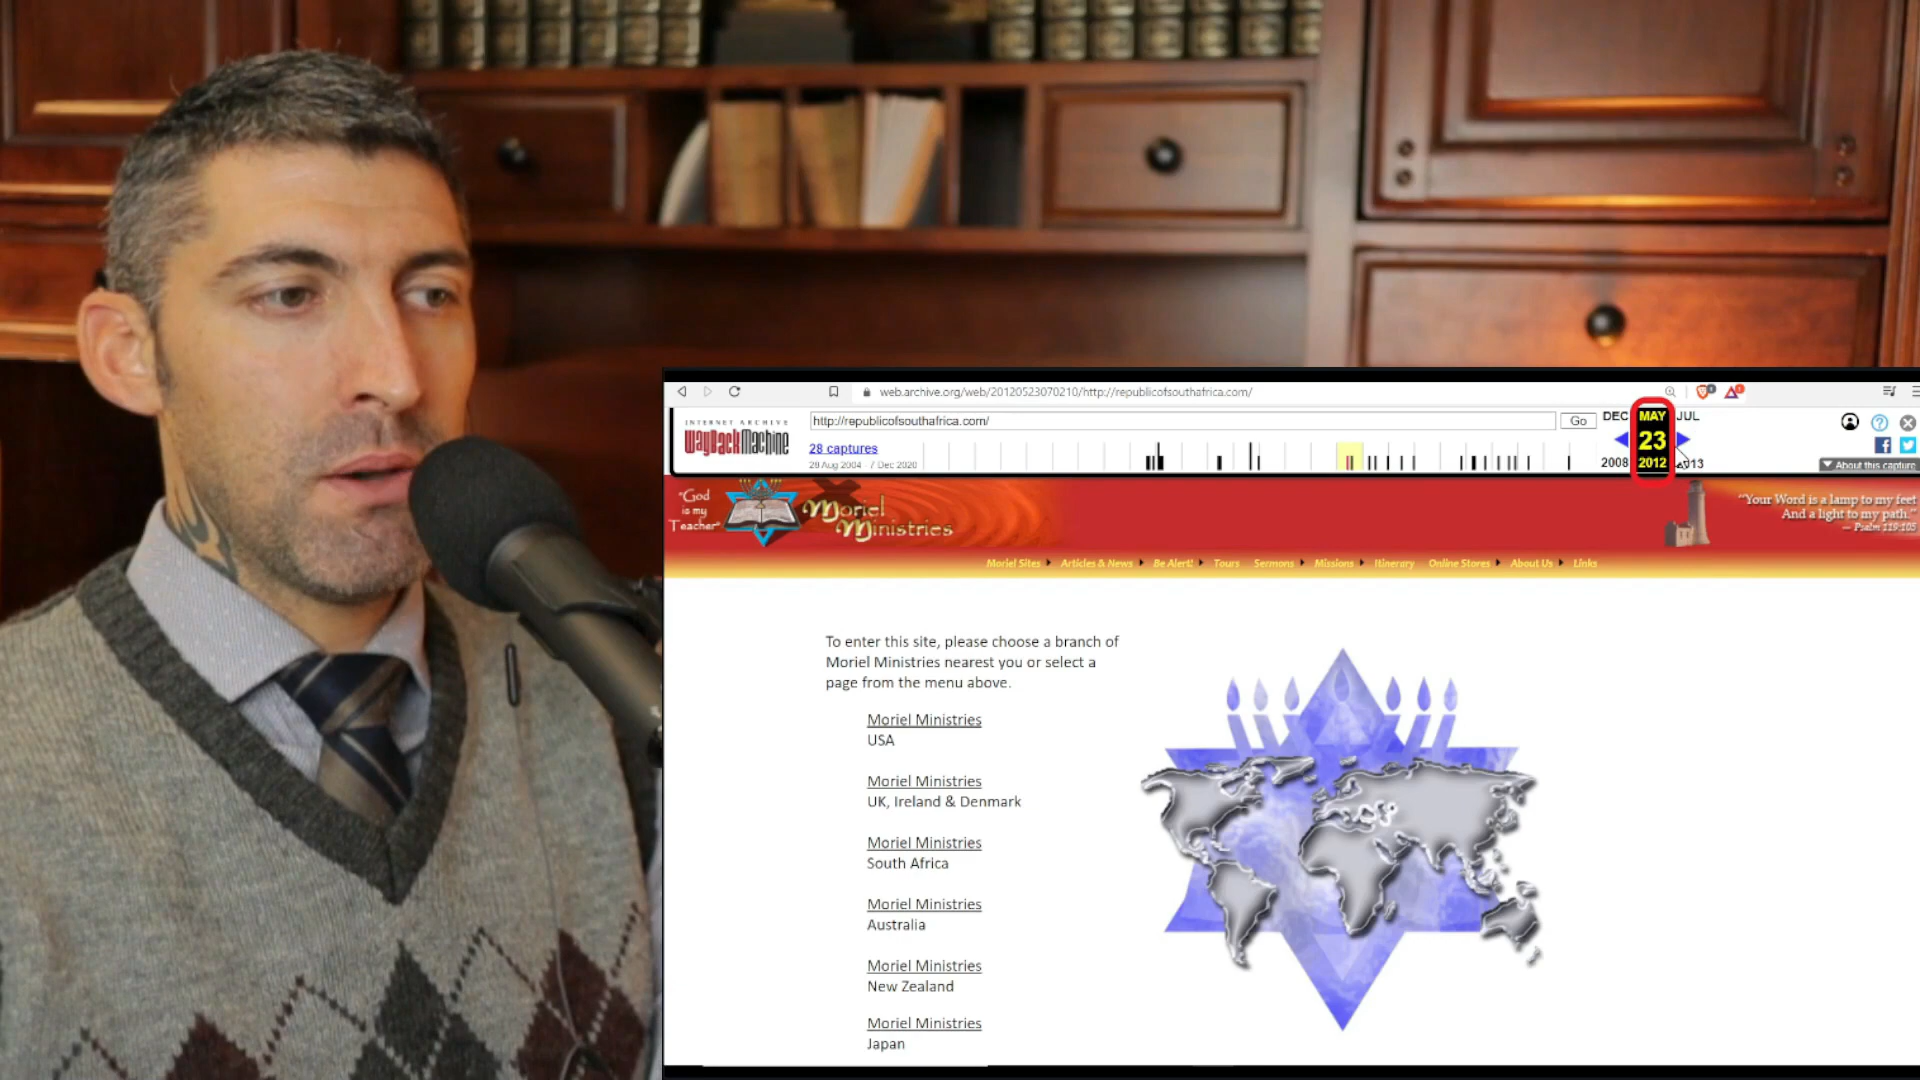 web.archive.org/web/20120523070210/http://republicofsouthafrica.com/
INTERNET ARCHIVE
WayBackMachine
http://republicofsouthafrica.com/
Go
DEC MAY JUL
28 captures
23
28 Aug 2004 - 7 Dec 2020
2008 2012 2013
About this capture
"God is my Teacher"
Moriel Ministries
"Your Word is a lamp to my feet
And a light to my path."
— Psalm 119:105
Moriel Sites Articles & News Be Alert! Tours Sermons Missions Itinerary Online Stores About Us Links
To enter this site, please choose a branch of
Moriel Ministries nearest you or select a
page from the menu above.
Moriel Ministries
USA
Moriel Ministries
UK, Ireland & Denmark
Moriel Ministries
South Africa
Moriel Ministries
Australia
Moriel Ministries
New Zealand
Moriel Ministries
Japan